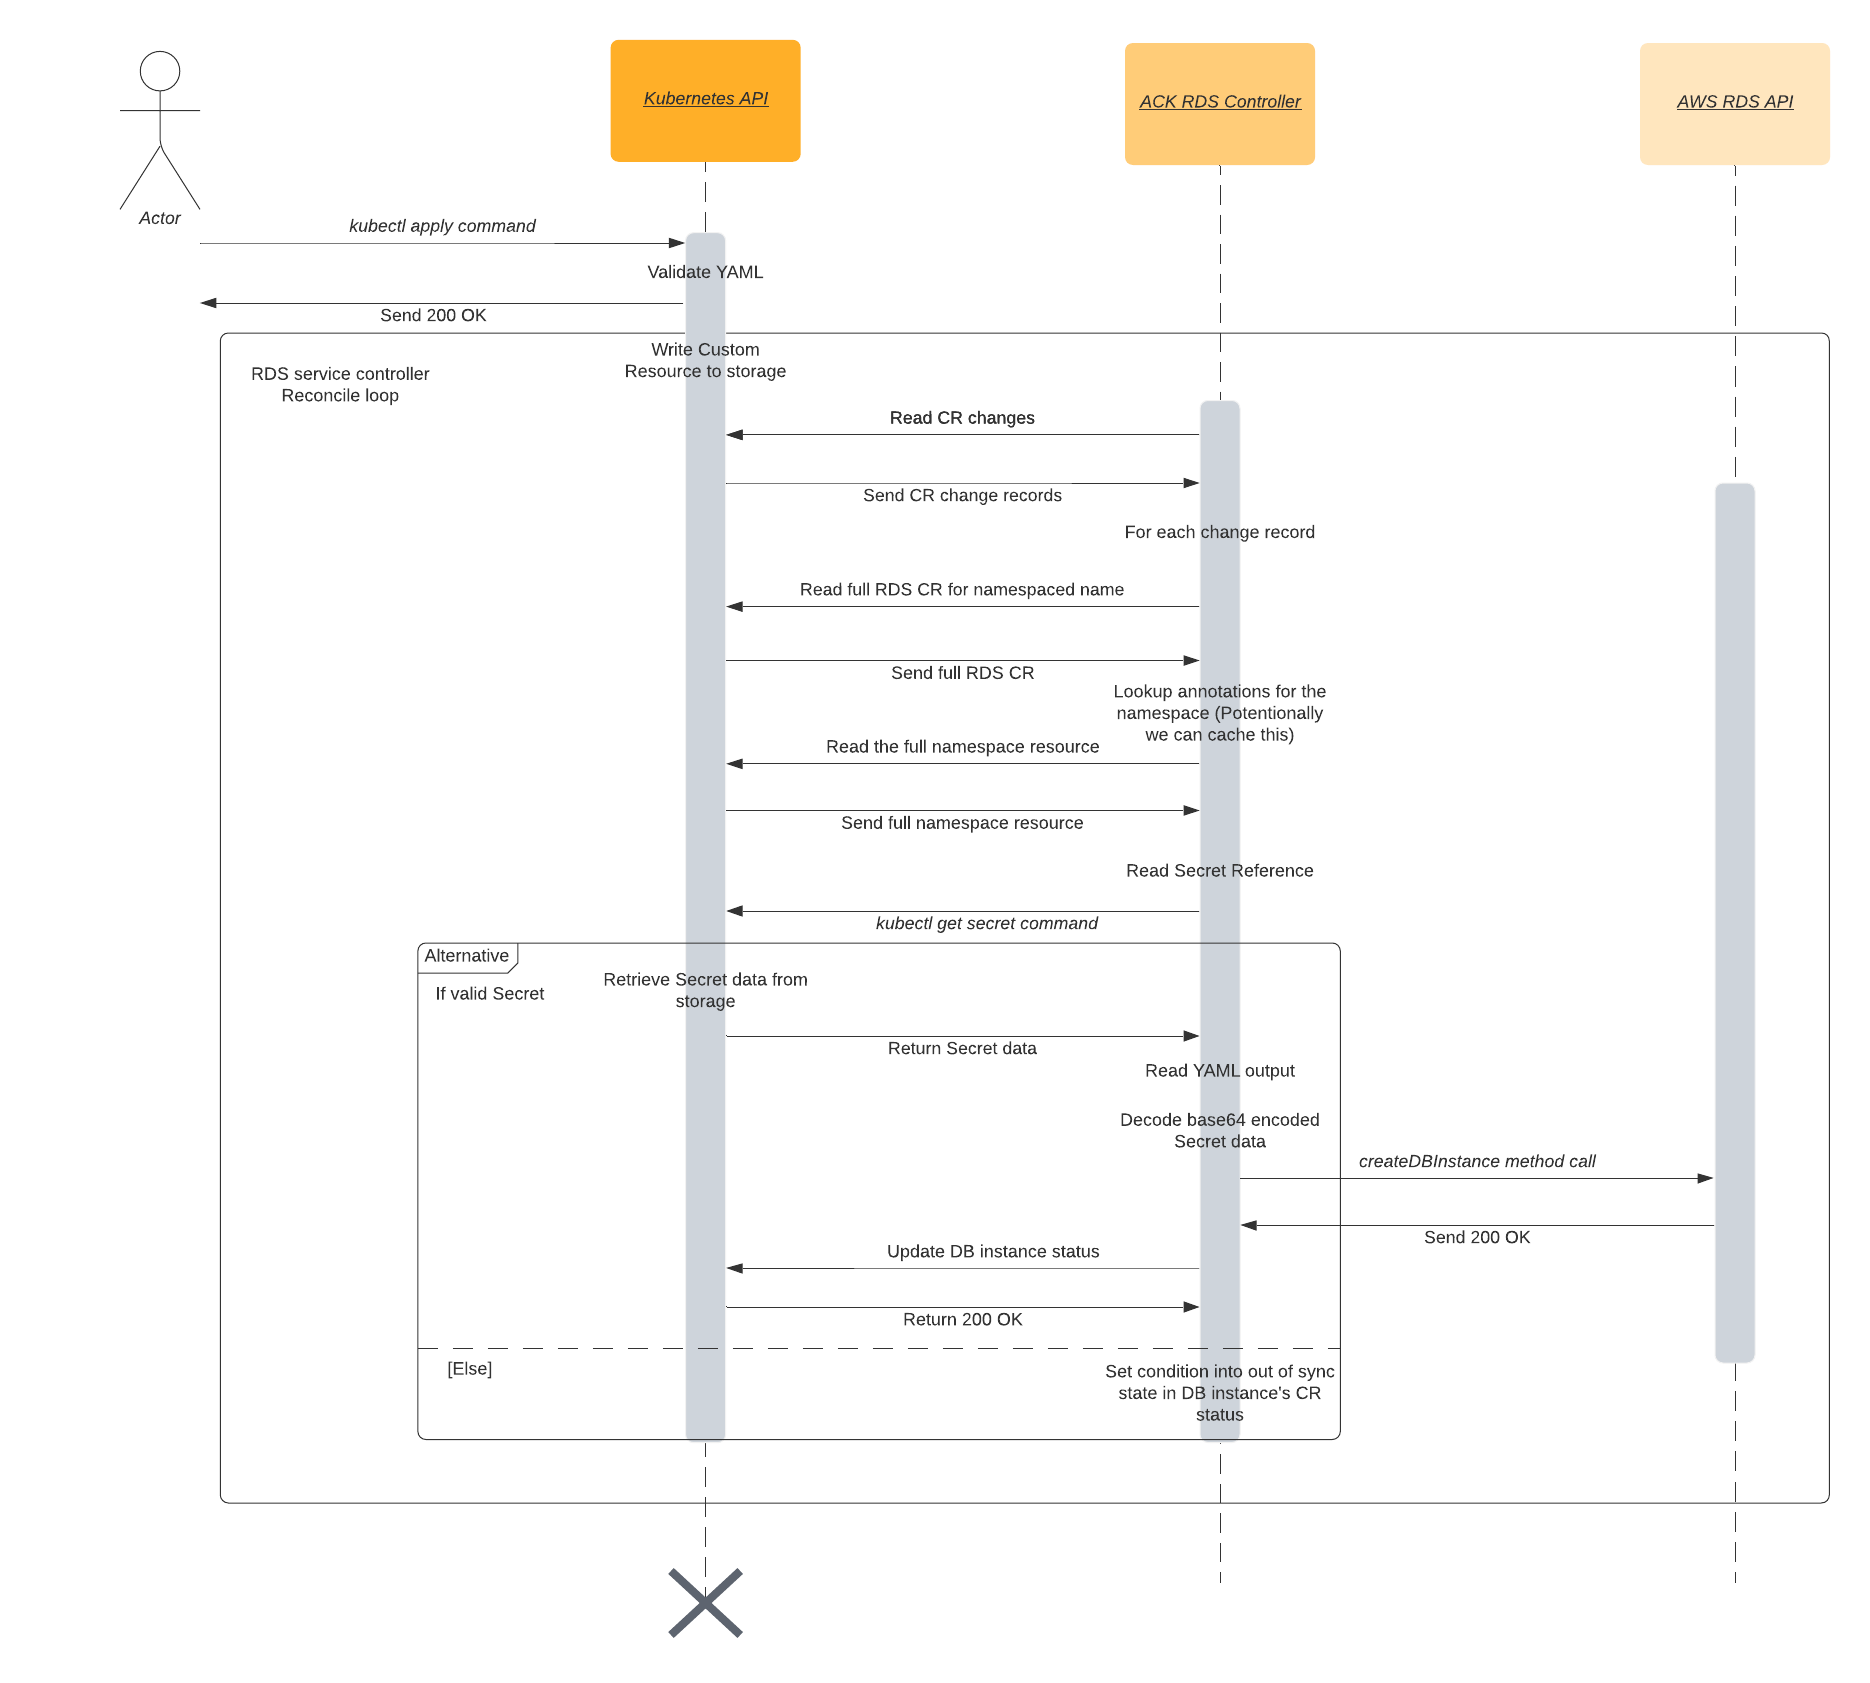 Kubernetes API
ACK RDS Controller
AWS RDS API
Actor
kubectl apply command
Validate YAML
Send 200 OK
Write Custom
Resource to storage
RDS service controller
Reconcile loop
Read CR changes
Send CR change records
For each change record
Read full RDS CR for namespaced name
Send full RDS CR
Lookup annotations for the
namespace (Potentionally
we can cache this)
Read the full namespace resource
Send full namespace resource
Read Secret Reference
kubectl get secret command
Alternative
If valid Secret
Retrieve Secret data from
storage
Return Secret data
Read YAML output
Decode base64 encoded
Secret data
createDBInstance method call
Send 200 OK
Update DB instance status
Return 200 OK
[Else]
Set condition into out of sync
state in DB instance's CR
status